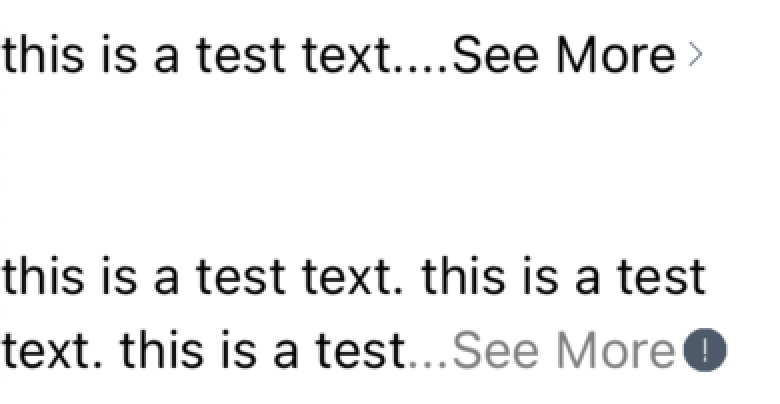 this is a test text....See More
this is a test text. this is a test
text. this is a test...See More